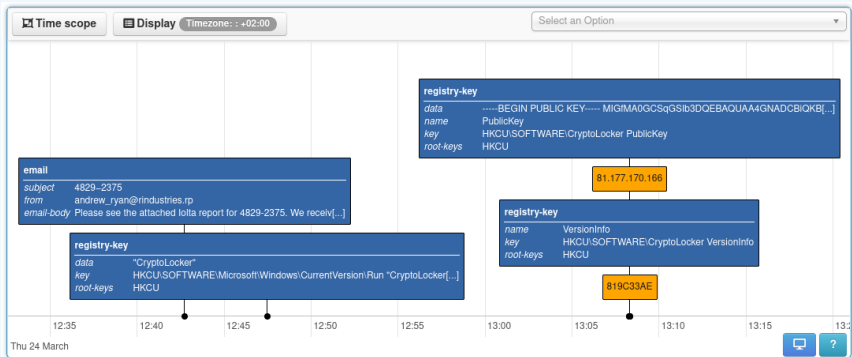 Time scope
Display Timezone: : +02:00
Select an Option
registry-key
data -----BEGIN PUBLIC KEY----- MIGfMA0GCSqGSIb3DQEBAQUAA4GNADCBiQKB[...]
name PublicKey
key HKCU\SOFTWARE\CryptoLocker PublicKey
root-keys HKCU
81.177.170.166
email
subject 4829–2375
from andrew_ryan@rindustries.rp
email-body Please see the attached Iolta report for 4829-2375. We receiv[...]
registry-key
name VersionInfo
key HKCU\SOFTWARE\CryptoLocker VersionInfo
root-keys HKCU
registry-key
data "CryptoLocker"
key HKCU\SOFTWARE\Microsoft\Windows\CurrentVersion\Run "CryptoLocker[...]
root-keys HKCU
819C33AE
12:35 12:40 12:45 12:50 12:55 13:00 13:05 13:10 13:15
Thu 24 March
?